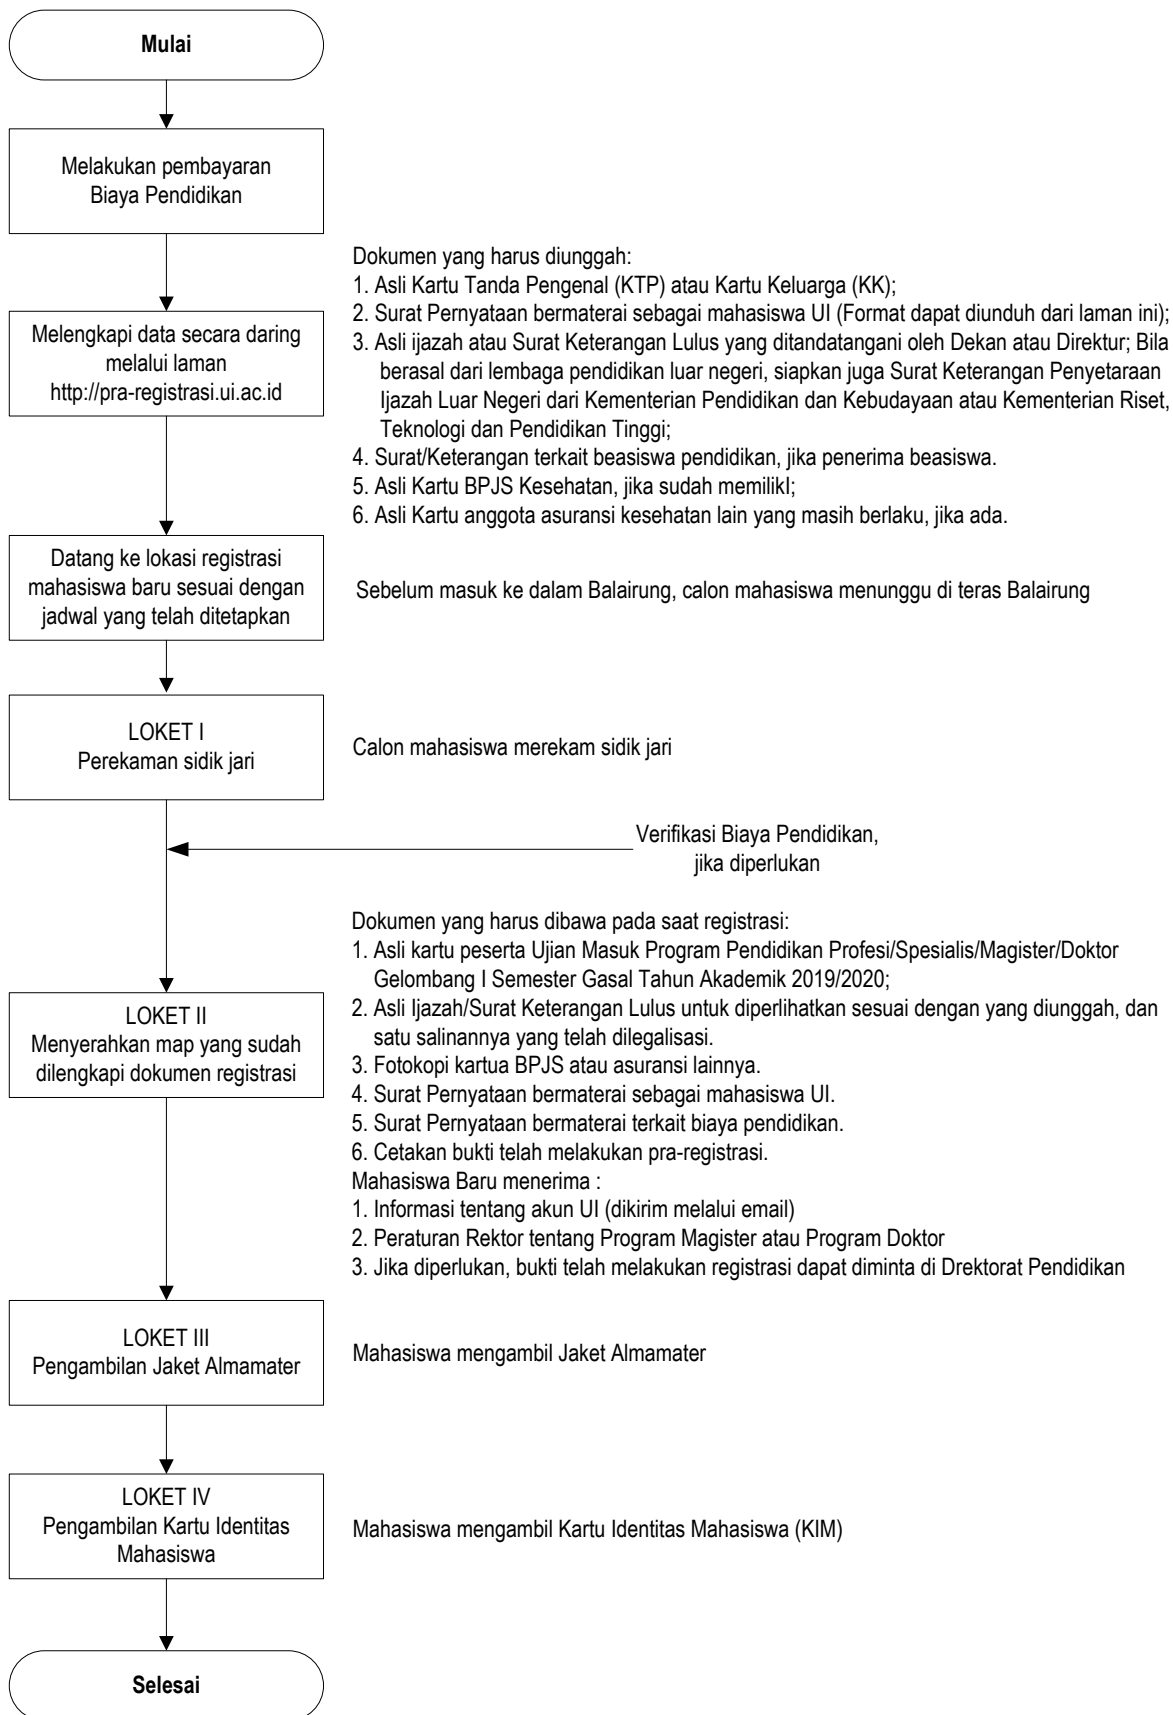 Mulai
Melakukan pembayaran
Biaya Pendidikan
Melengkapi data secara daring
melalui laman
http://pra-registrasi.ui.ac.id
Dokumen yang harus diunggah:
1. Asli Kartu Tanda Pengenal (KTP) atau Kartu Keluarga (KK);
2. Surat Pernyataan bermaterai sebagai mahasiswa UI (Format dapat diunduh dari laman ini);
3. Asli ijazah atau Surat Keterangan Lulus yang ditandatangani oleh Dekan atau Direktur; Bila
berasal dari lembaga pendidikan luar negeri, siapkan juga Surat Keterangan Penyetaraan
Ijazah Luar Negeri dari Kementerian Pendidikan dan Kebudayaan atau Kementerian Riset,
Teknologi dan Pendidikan Tinggi;
4. Surat/Keterangan terkait beasiswa pendidikan, jika penerima beasiswa.
5. Asli Kartu BPJS Kesehatan, jika sudah memilikI;
6. Asli Kartu anggota asuransi kesehatan lain yang masih berlaku, jika ada.
Datang ke lokasi registrasi
mahasiswa baru sesuai dengan
jadwal yang telah ditetapkan
Sebelum masuk ke dalam Balairung, calon mahasiswa menunggu di teras Balairung
LOKET I
Perekaman sidik jari
Calon mahasiswa merekam sidik jari
Verifikasi Biaya Pendidikan,
jika diperlukan
LOKET II
Menyerahkan map yang sudah
dilengkapi dokumen registrasi
Dokumen yang harus dibawa pada saat registrasi:
1. Asli kartu peserta Ujian Masuk Program Pendidikan Profesi/Spesialis/Magister/Doktor
Gelombang I Semester Gasal Tahun Akademik 2019/2020;
2. Asli Ijazah/Surat Keterangan Lulus untuk diperlihatkan sesuai dengan yang diunggah, dan
satu salinannya yang telah dilegalisasi.
3. Fotokopi kartua BPJS atau asuransi lainnya.
4. Surat Pernyataan bermaterai sebagai mahasiswa UI.
5. Surat Pernyataan bermaterai terkait biaya pendidikan.
6. Cetakan bukti telah melakukan pra-registrasi.
Mahasiswa Baru menerima :
1. Informasi tentang akun UI (dikirim melalui email)
2. Peraturan Rektor tentang Program Magister atau Program Doktor
3. Jika diperlukan, bukti telah melakukan registrasi dapat diminta di Drektorat Pendidikan
LOKET III
Pengambilan Jaket Almamater
Mahasiswa mengambil Jaket Almamater
LOKET IV
Pengambilan Kartu Identitas
Mahasiswa
Mahasiswa mengambil Kartu Identitas Mahasiswa (KIM)
Selesai